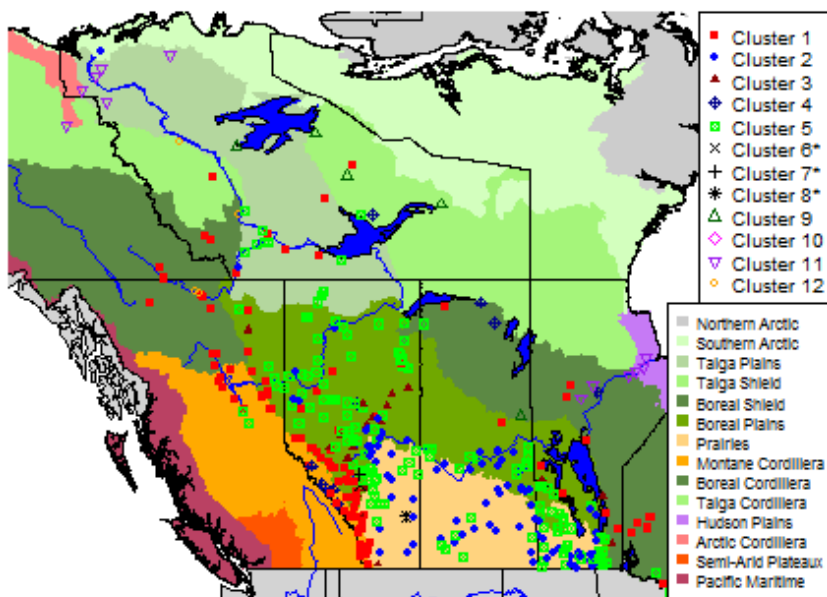 Cluster 1
Cluster 2
Cluster 3
Cluster 4
Cluster 5
Cluster 6*
Cluster 7*
Cluster 8*
Cluster 9
Cluster 10
Cluster 11
Cluster 12
Northern Arctic
Southern Arctic
Taiga Plains
Taiga Shield
Boreal Shield
Boreal Plains
Prairies
Montane Cordillera
Boreal Cordillera
Taiga Cordillera
Hudson Plains
Arctic Cordillera
Semi-Arid Plateaux
Pacific Maritime